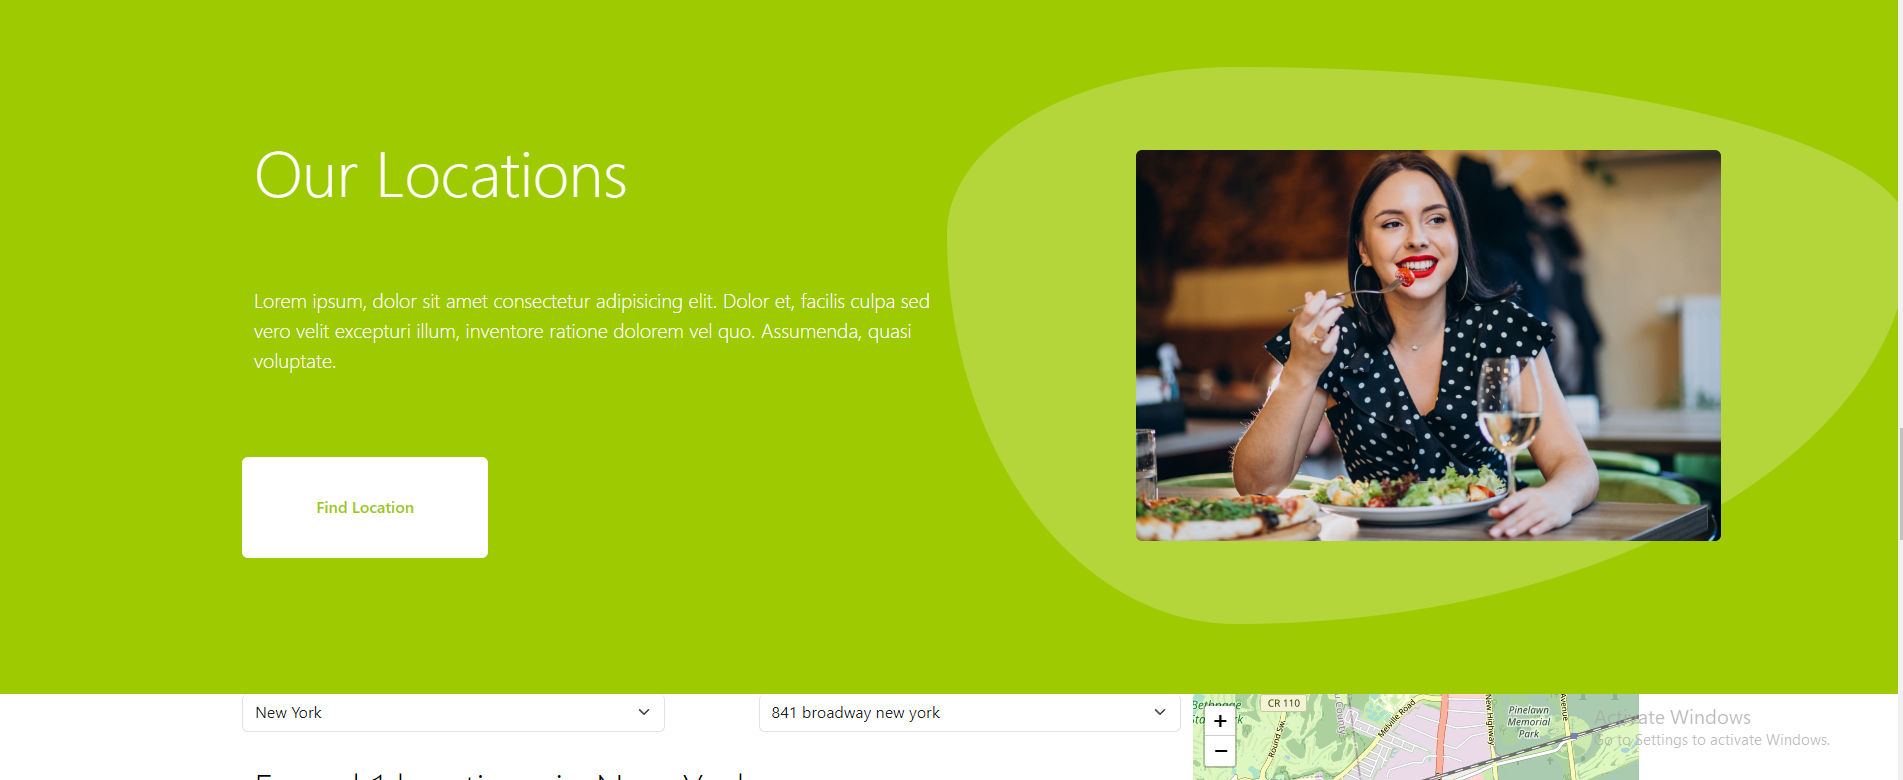 Our Locations
Lorem ipsum, dolor sit amet consectetur adipisicing elit. Dolor et, facilis culpa sed
vero velit excepturi illum, inventore ratione dolorem vel quo. Assumenda, quasi
voluptate.
Find Location
New York
841 broadway new york
+
−
CR 110
Round Sw
Melville Road
New Highway
Pinelawn
Memorial
Park
Avenue
Activate Windows
Go to Settings to activate Windows.